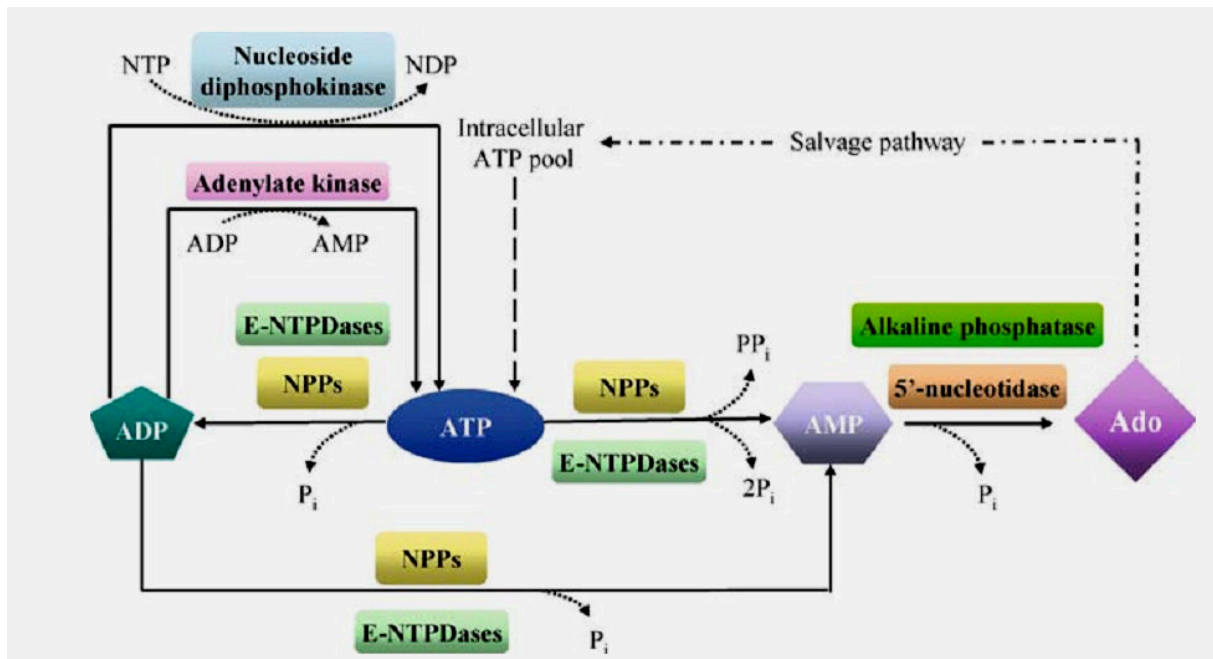 NTP
Nucleoside
diphosphokinase
NDP
Intracellular
ATP pool
Salvage pathway
Adenylate kinase
ADP
AMP
E-NTPDases
NPPs
PPi
Alkaline phosphatase
NPPs
5’-nucleotidase
ADP
ATP
AMP
Ado
E-NTPDases
Pi
2Pi
Pi
NPPs
E-NTPDases
Pi